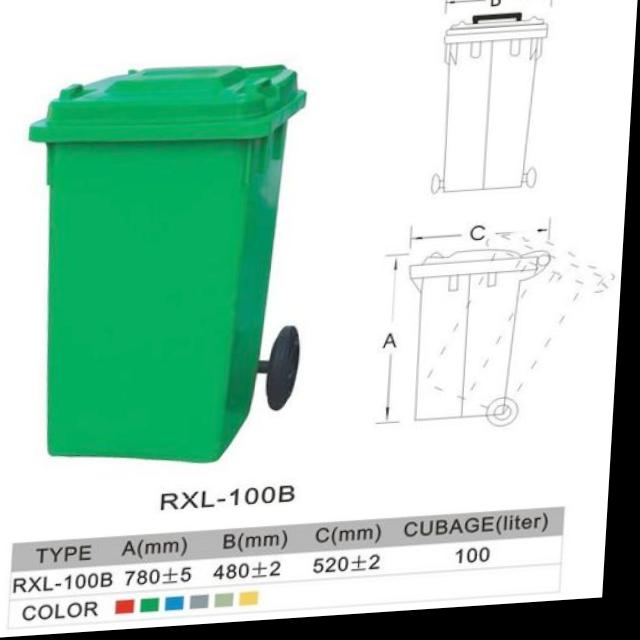 B
C
A
RXL-100B
TYPE A(mm) B(mm) C(mm) CUBAGE(liter)
RXL-100B 780±5 480±2 520±2 100
COLOR